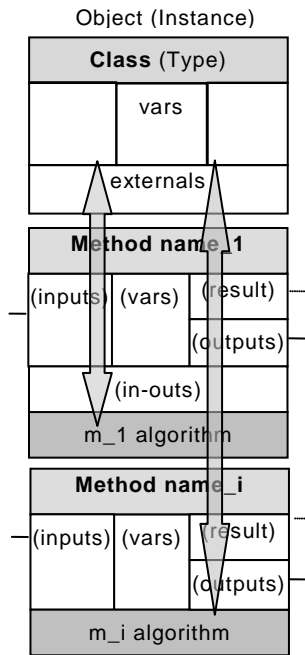 Object (Instance)
Class (Type)
vars
externals
Method name_1
(inputs) (vars) (result)
(outputs)
(in-outs)
m_1 algorithm
Method name_i
(inputs) (vars) (result)
(outputs)
m_i algorithm